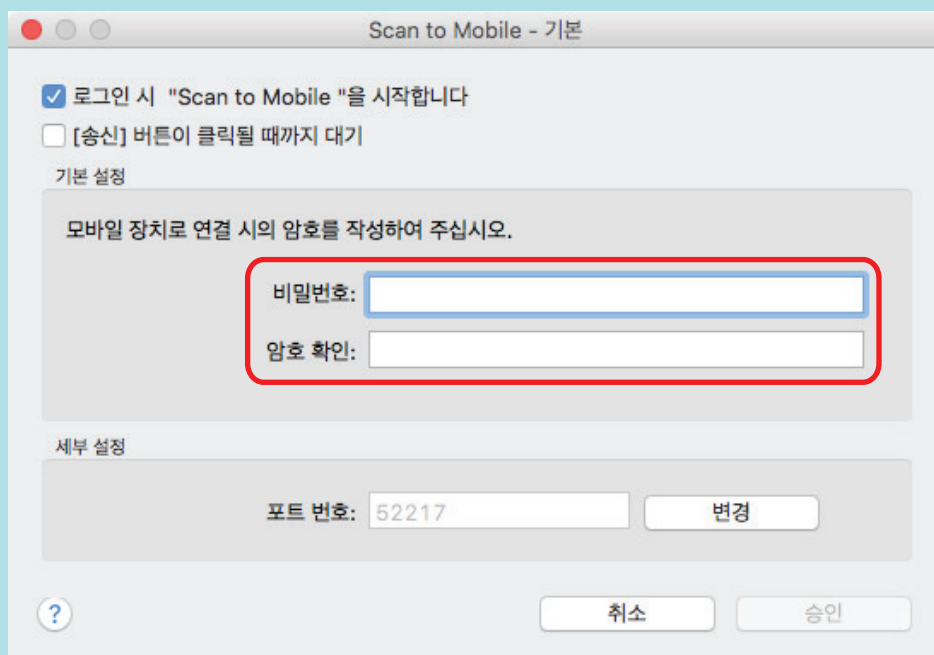 Scan to Mobile - 기본
로그인 시 "Scan to Mobile "을 시작합니다
[송신] 버튼이 클릭될 때까지 대기
기본 설정
모바일 장치로 연결 시의 암호를 작성하여 주십시오.
비밀번호:
암호 확인:
세부 설정
포트 번호: 52217 변경
? 취소 승인